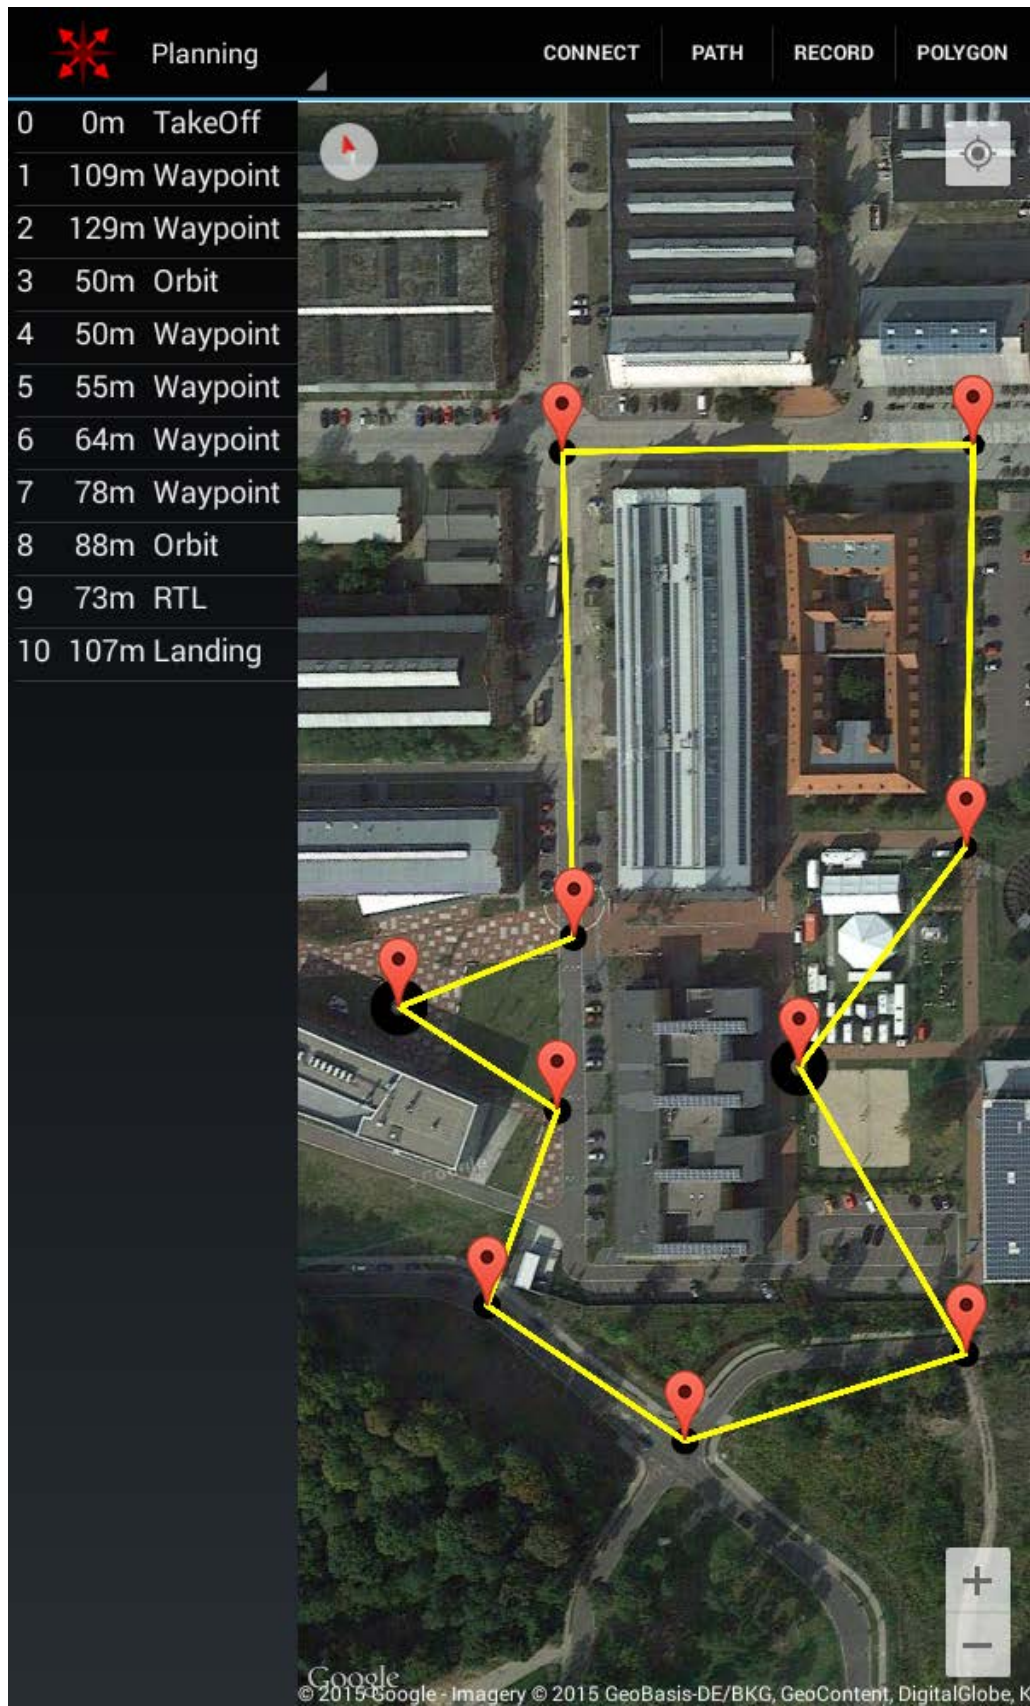 Planning CONNECT PATH RECORD POLYGON
0 0m TakeOff
1 109m Waypoint
2 129m Waypoint
3 50m Orbit
4 50m Waypoint
5 55m Waypoint
6 64m Waypoint
7 78m Waypoint
8 88m Orbit
9 73m RTL
10 107m Landing
+
−
Google
© 2015 Google - Imagery © 2015 GeoBasis-DE/BKG, GeoContent, DigitalGlobe,